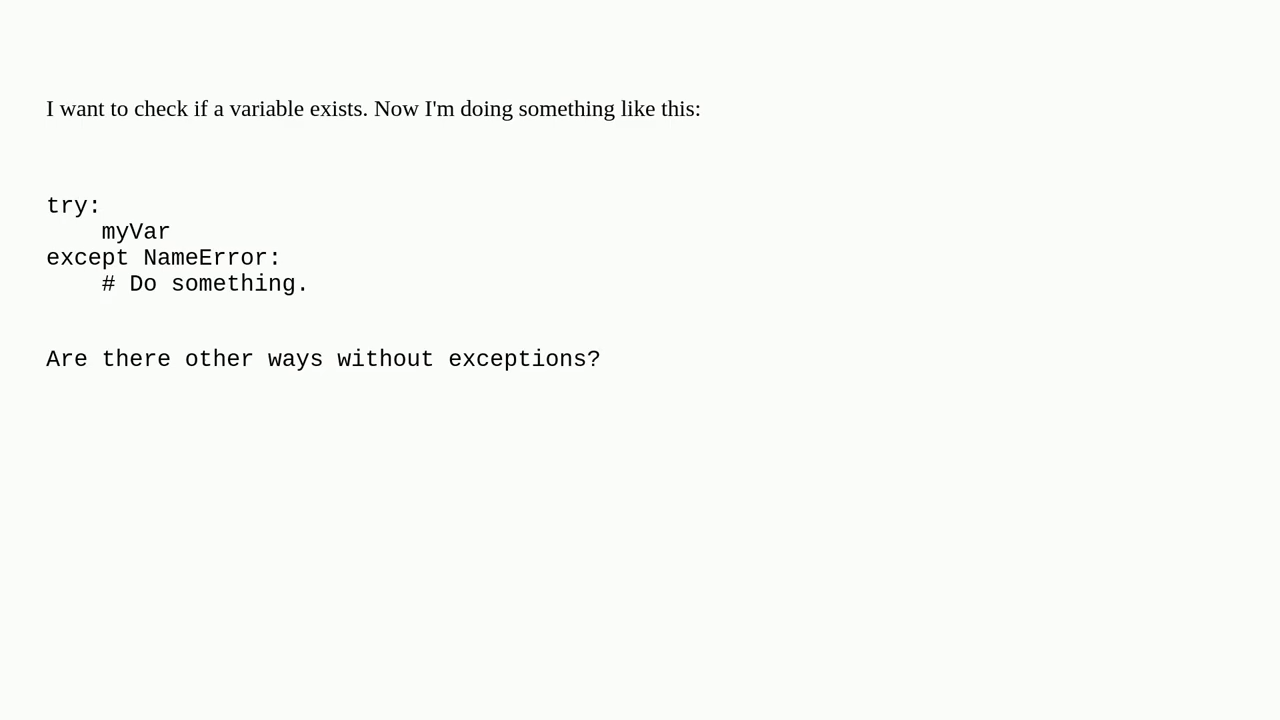 I want to check if a variable exists. Now I'm doing something like this:
try:
    myVar
except NameError:
    # Do something.
Are there other ways without exceptions?